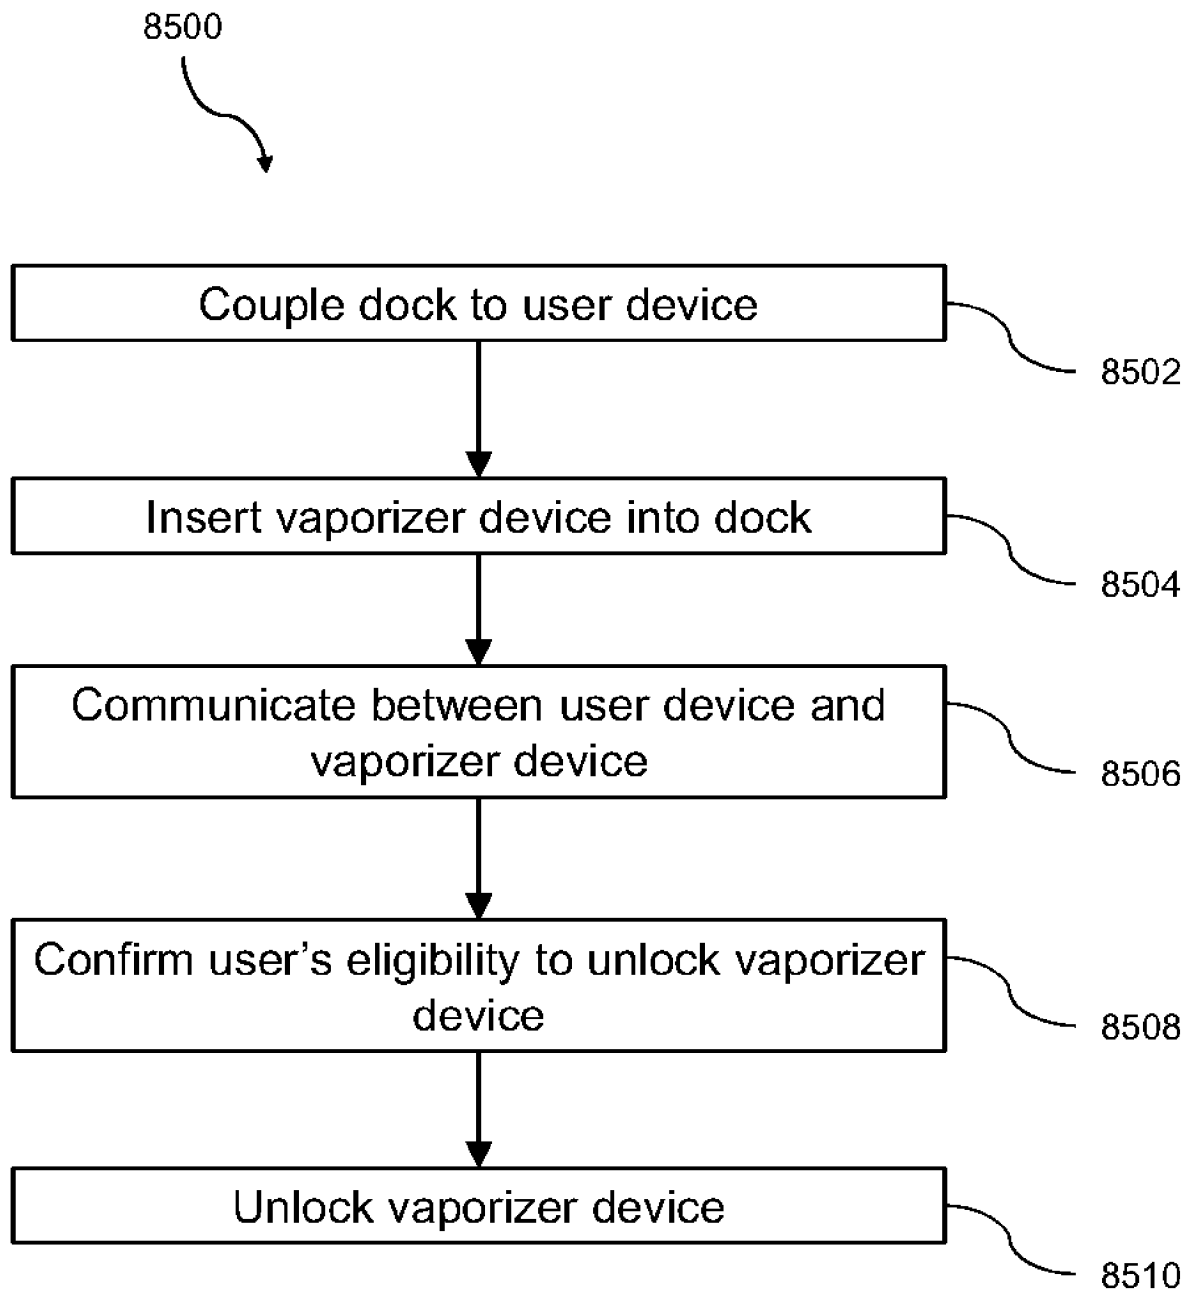 8500
Couple dock to user device
8502
Insert vaporizer device into dock
8504
Communicate between user device and
vaporizer device
8506
Confirm user’s eligibility to unlock vaporizer
device
8508
Unlock vaporizer device
8510